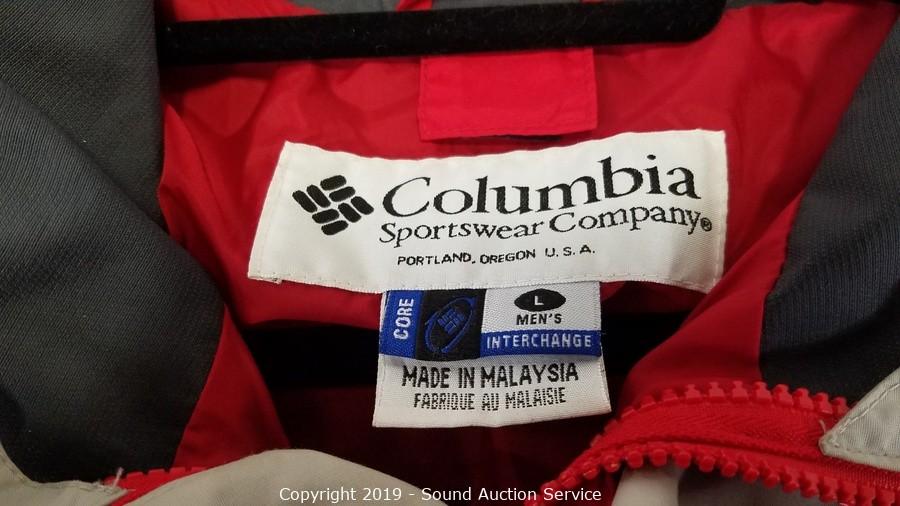 Columbia
Sportswear Company®
PORTLAND, OREGON U.S.A.
CORE
L
MEN'S
INTERCHANGE
MADE IN MALAYSIA
FABRIQUE AU MALAISIE
Copyright 2019 - Sound Auction Service